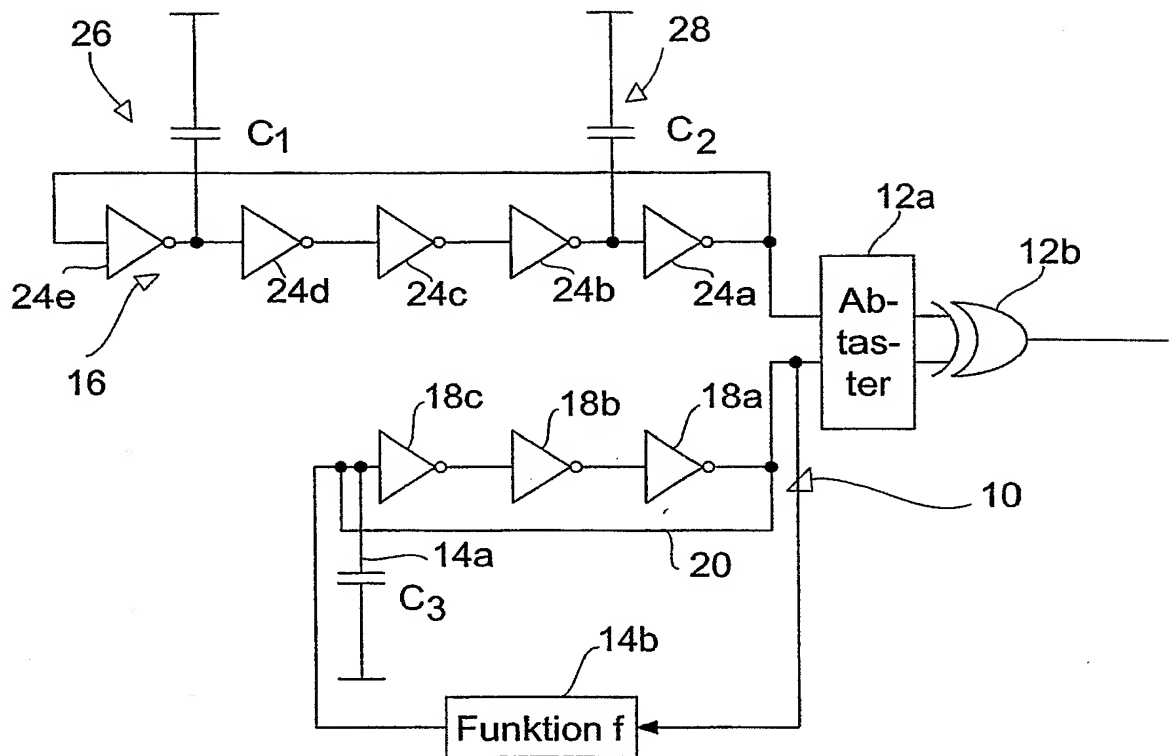 26
28
C1
C2
12a
12b
24e
24d
24c
24b
24a
Ab-
tas-
ter
16
18c
18b
18a
10
20
14a
C3
14b
Funktion f